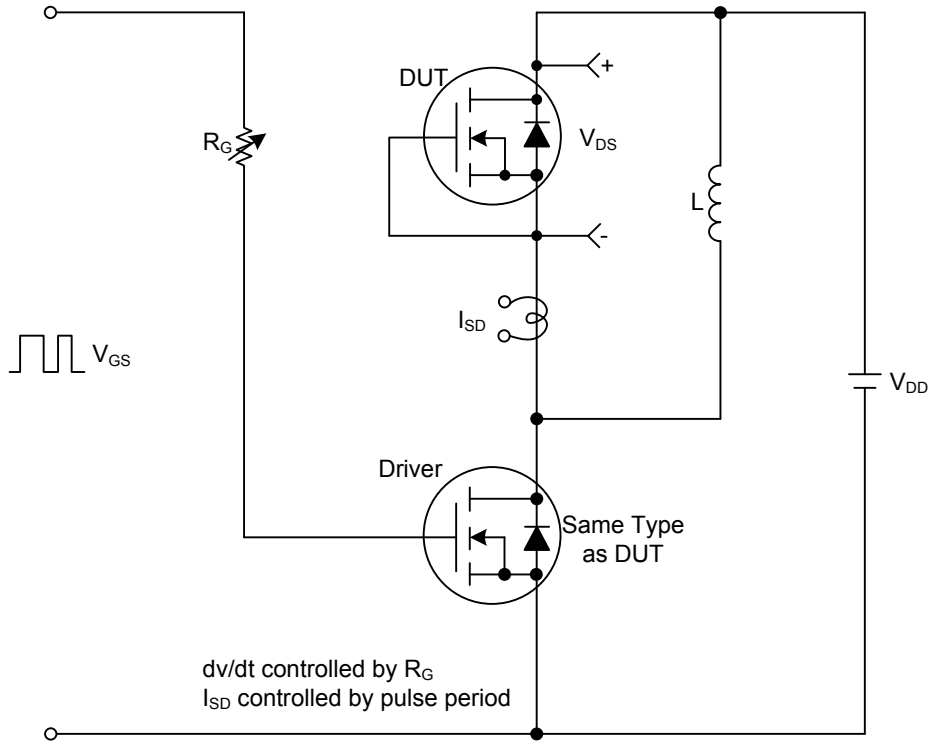 DUT
+
R_G
V_DS
L
-
I_SD
V_GS
V_DD
Driver
Same Type
as DUT
dv/dt controlled by R_G
I_SD controlled by pulse period